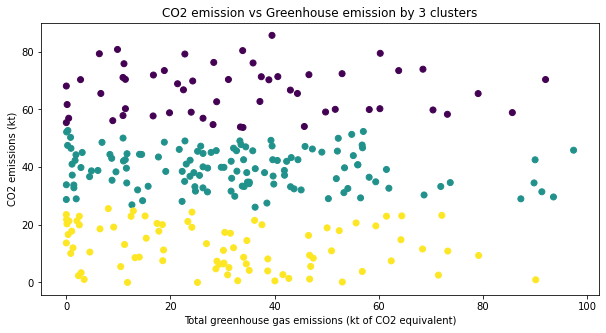 CO2 emission vs Greenhouse emission by 3 clusters
80
60
40
20
0
CO2 emissions (kt)
0 20 40 60 80 100
Total greenhouse gas emissions (kt of CO2 equivalent)